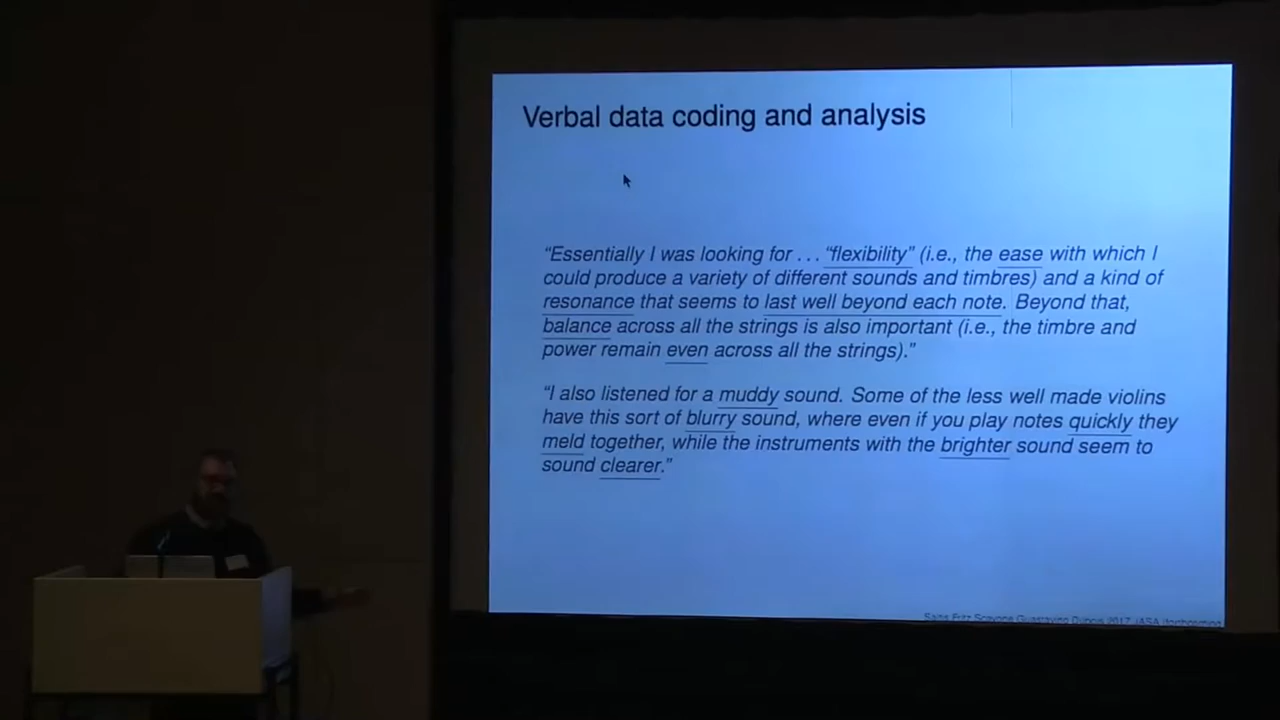 Verbal data coding and analysis
“Essentially I was looking for … “flexibility” (i.e., the ease with which I
could produce a variety of different sounds and timbres) and a kind of
resonance that seems to last well beyond each note. Beyond that,
balance across all the strings is also important (i.e., the timbre and
power remain even across all the strings).”
“I also listened for a muddy sound. Some of the less well made violins
have this sort of blurry sound, where even if you play notes quickly they
meld together, while the instruments with the brighter sound seem to
sound clearer.”
Fritz
2017, JASA